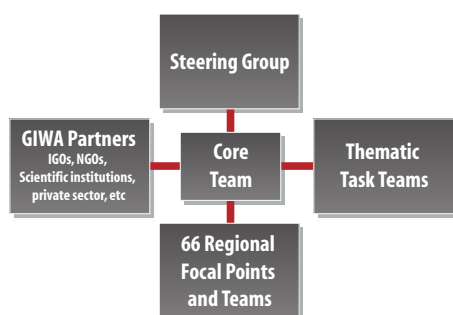 Steering Group
GIWA Partners
IGOs, NGOs,
Scientific institutions,
private sector, etc
Core
Team
Thematic
Task Teams
66 Regional
Focal Points
and Teams